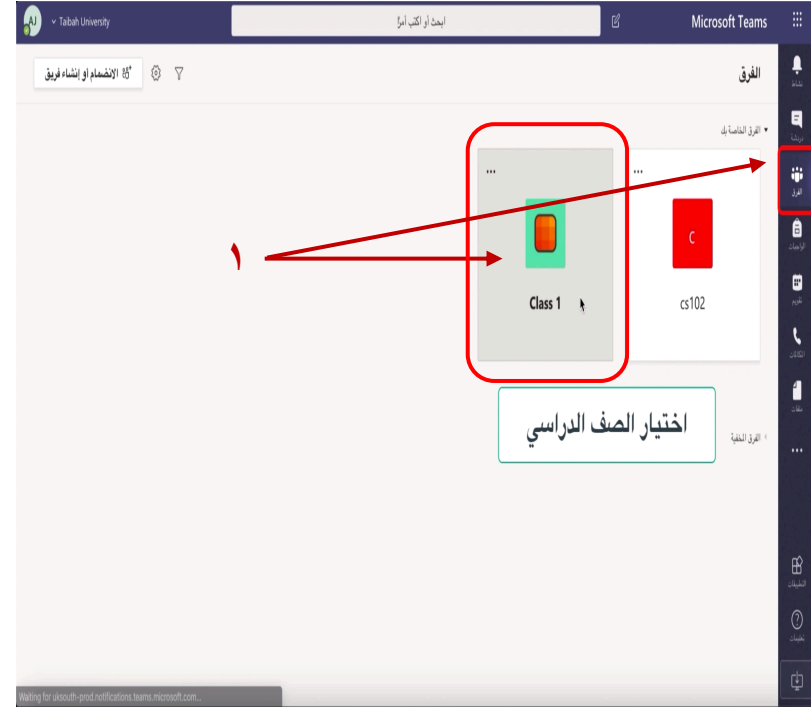 Microsoft Teams
ابحث أو اكتب أمرًا
Taibah University
AJ
الفرق
الانضمام او إنشاء فريق
الفرق الخاصة بك
C
cs102
Class 1
١
اختيار الصف الدراسي
الفرق المخفية
نشاط
دردشة
الفرق
الواجبات
تقويم
المكالمات
ملفات
التطبيقات
تعليمات
Waiting for uksouth-prod.notifications.teams.microsoft.com...